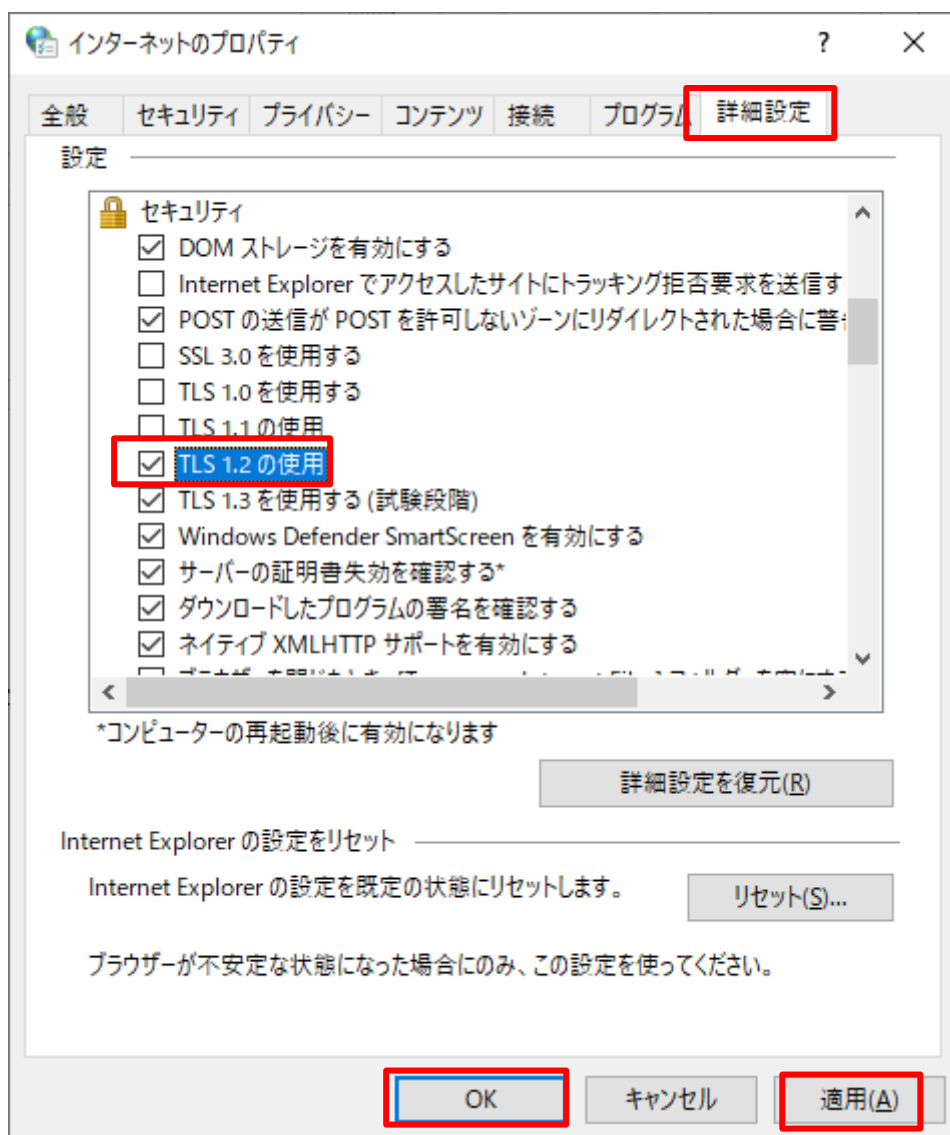 インターネットのプロパティ ?
全般 セキュリティ プライバシー コンテンツ 接続 プログラム 詳細設定
設定
セキュリティ
DOM ストレージを有効にする
Internet Explorer でアクセスしたサイトにトラッキング拒否要求を送信す
POST の送信が POST を許可しないゾーンにリダイレクトされた場合に警
SSL 3.0 を使用する
TLS 1.0 を使用する
TLS 1.1 の使用
TLS 1.2 の使用
TLS 1.3 を使用する (試験段階)
Windows Defender SmartScreen を有効にする
サーバーの証明書失効を確認する*
ダウンロードしたプログラムの署名を確認する
ネイティブ XMLHTTP サポートを有効にする
*コンピューターの再起動後に有効になります
詳細設定を復元(R)
Internet Explorer の設定をリセット
Internet Explorer の設定を既定の状態にリセットします。
リセット(S)...
ブラウザーが不安定な状態になった場合にのみ、この設定を使ってください。
OK キャンセル 適用(A)